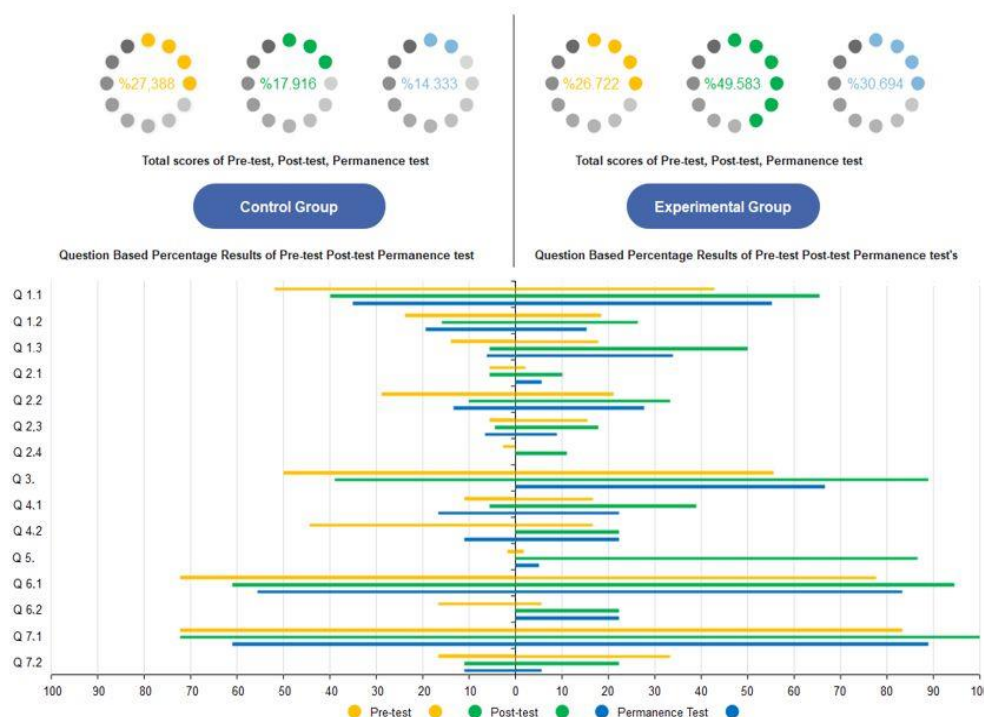 %27,388 %17.916 %14.333 %26.722 %49.583 %30.694
Total scores of Pre-test, Post-test, Permanence test
Total scores of Pre-test, Post-test, Permanence test
Control Group
Experimental Group
Question Based Percentage Results of Pre-test Post-test Permanence test
Question Based Percentage Results of Pre-test Post-test Permanence test's
Q 1.1
Q 1.2
Q 1.3
Q 2.1
Q 2.2
Q 2.3
Q 2.4
Q 3.
Q 4.1
Q 4.2
Q 5.
Q 6.1
Q 6.2
Q 7.1
Q 7.2
100 90 80 70 60 50 40 30 20 10 0 10 20 30 40 50 60 70 80 90 100
Pre-test Post-test Permanence Test